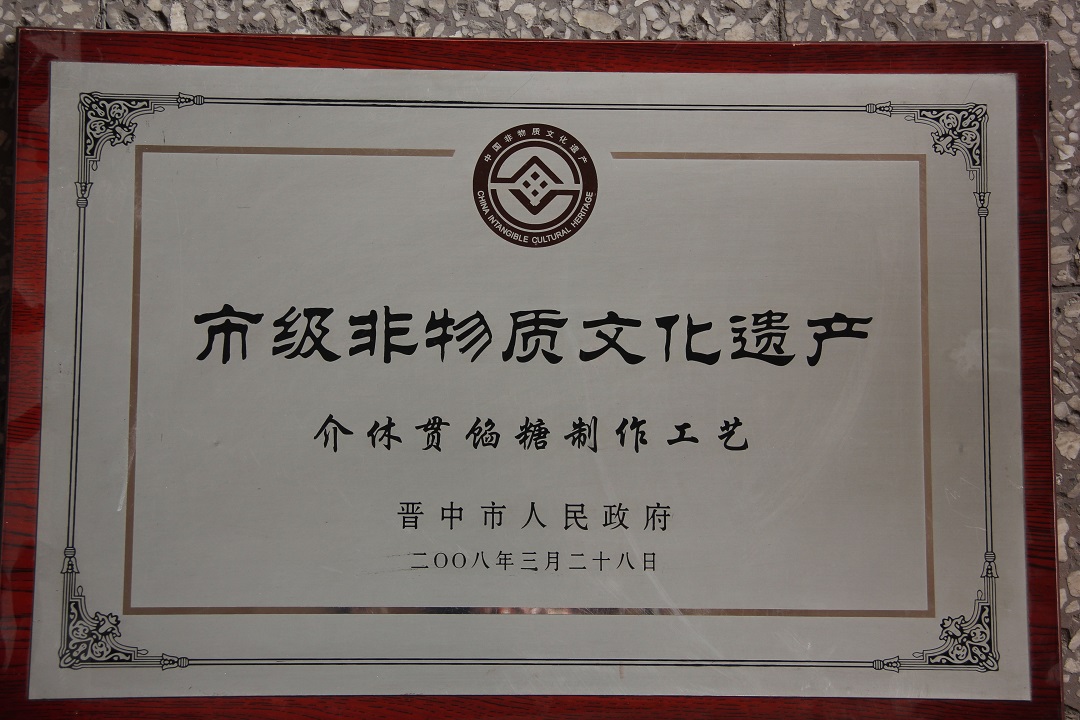 中国非物质文化遗产
CHINA INTANGIBLE CULTURAL HERITAGE
市级非物质文化遗产
介休贯馅糖制作工艺
晋中市人民政府
二〇〇八年三月二十八日